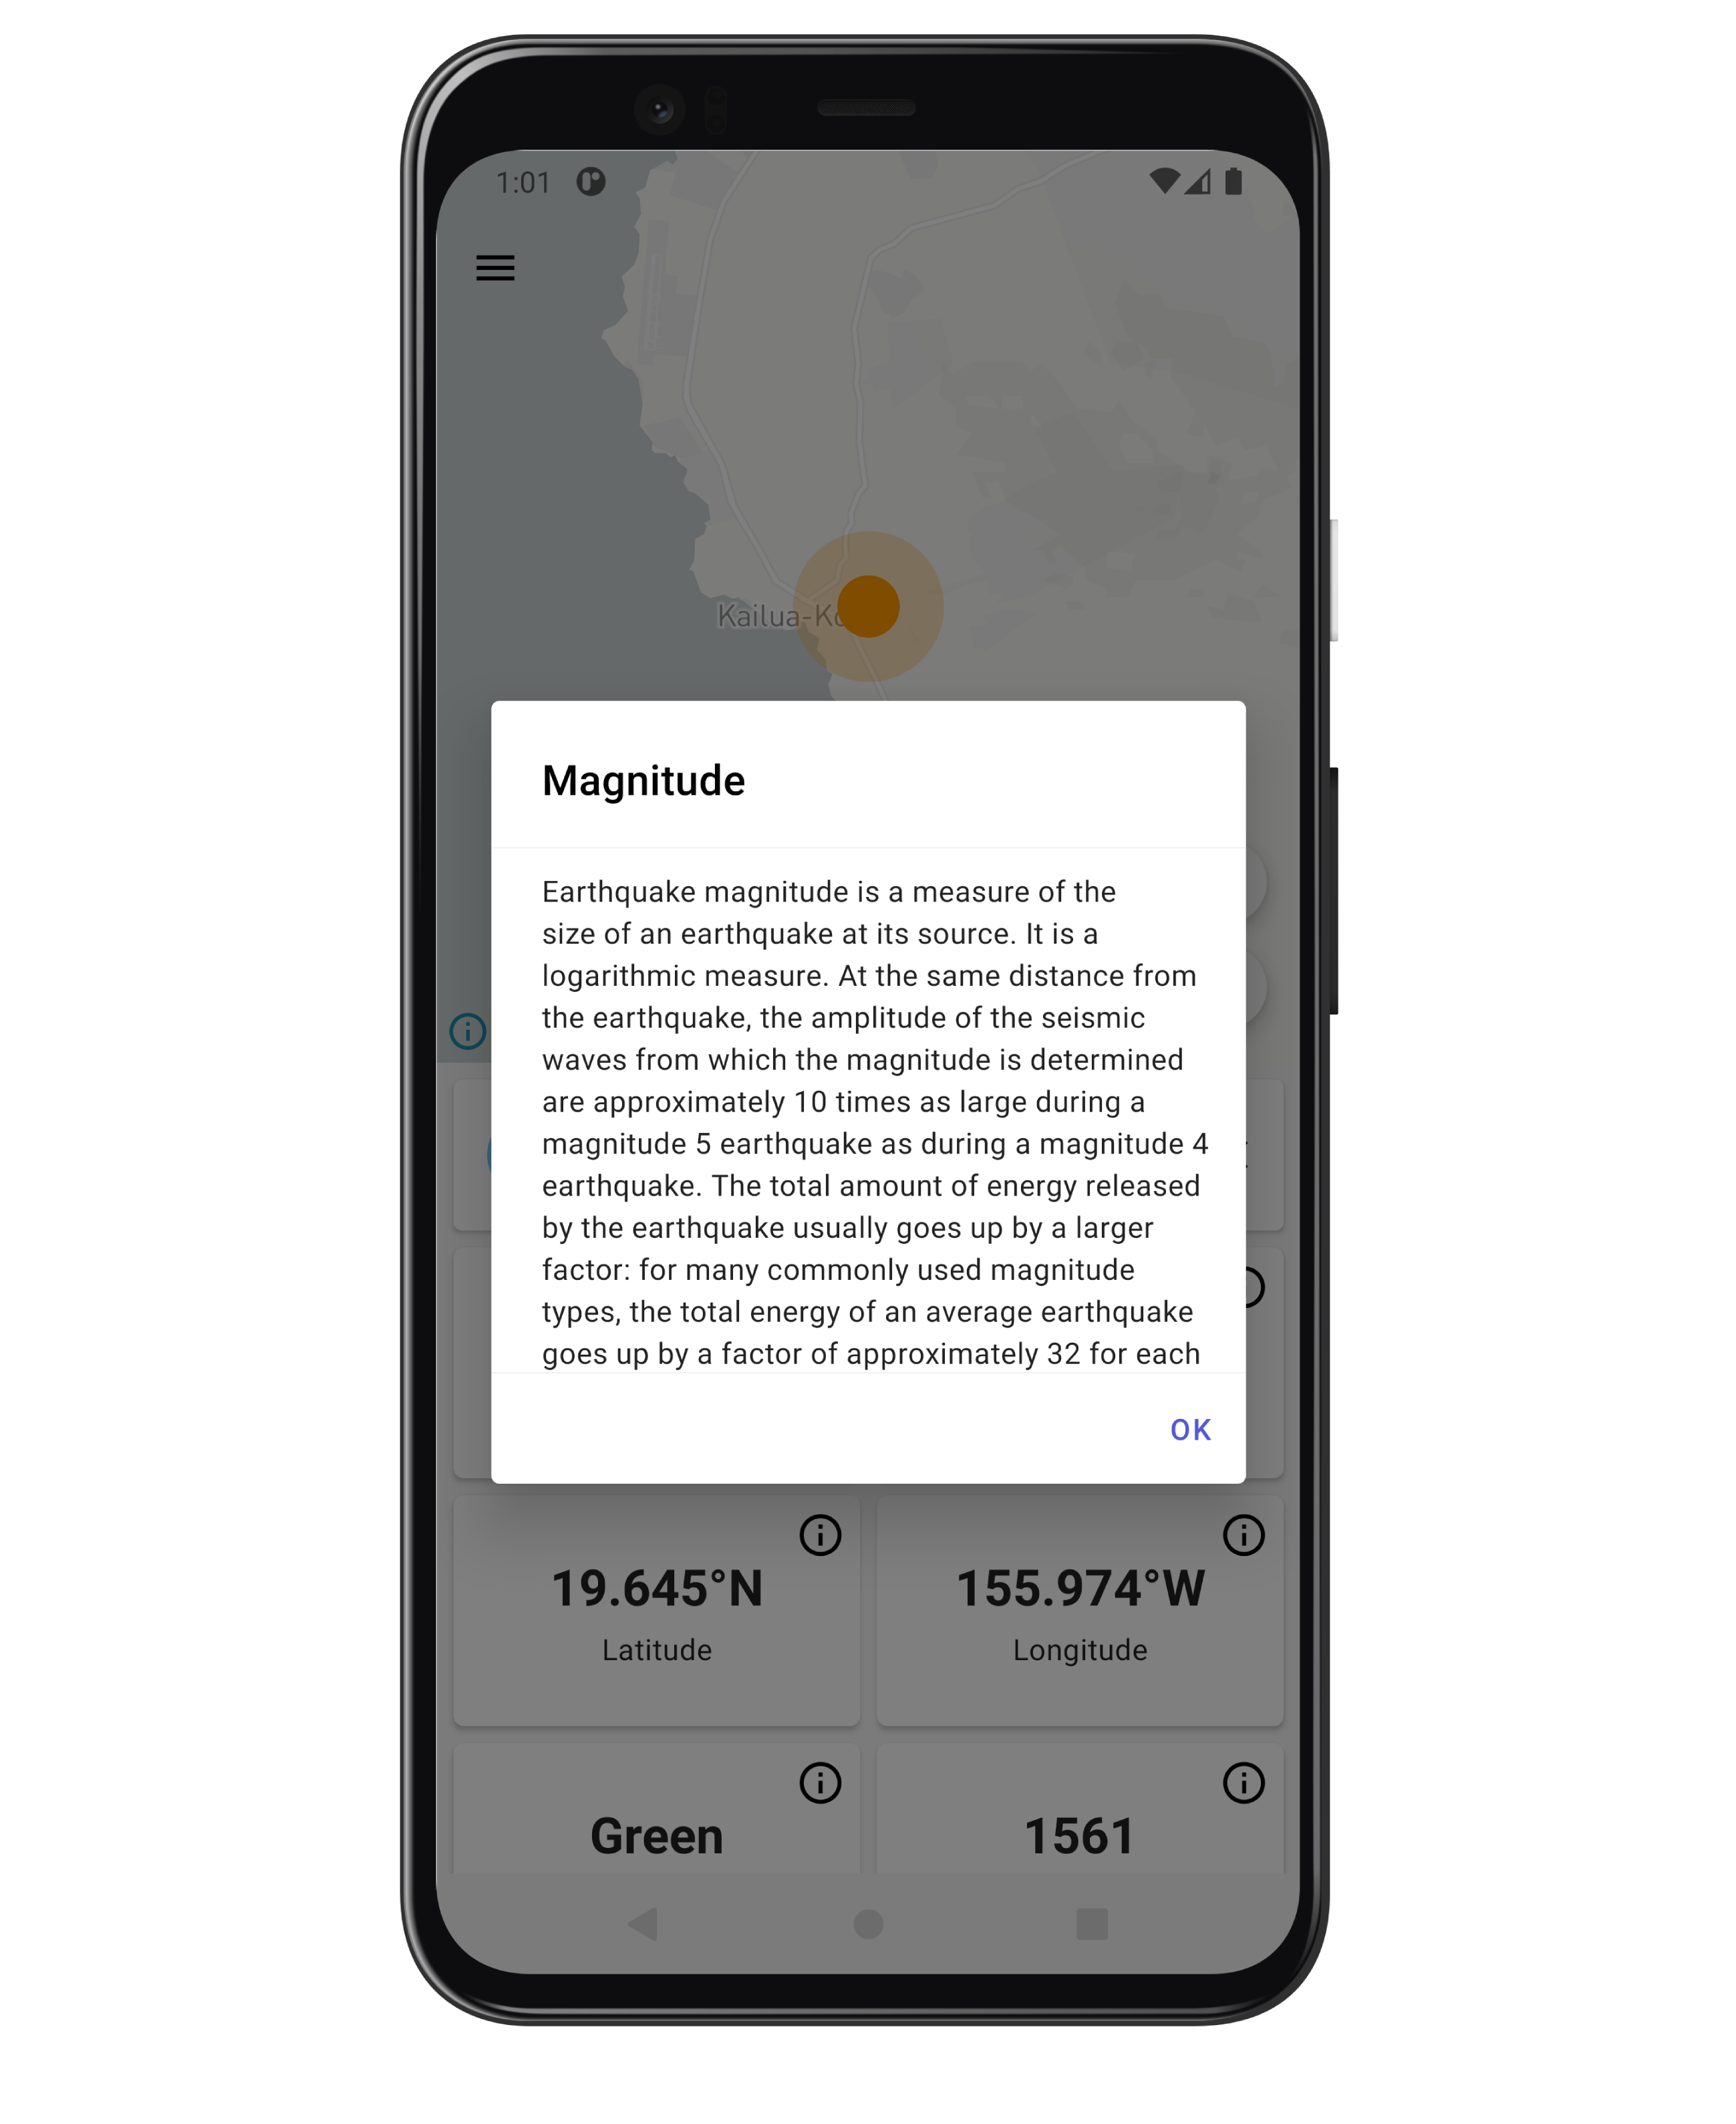 1:01
Kailua-Ko
Magnitude
Earthquake magnitude is a measure of the
size of an earthquake at its source. It is a
logarithmic measure. At the same distance from
the earthquake, the amplitude of the seismic
waves from which the magnitude is determined
are approximately 10 times as large during a
magnitude 5 earthquake as during a magnitude 4
earthquake. The total amount of energy released
by the earthquake usually goes up by a larger
factor: for many commonly used magnitude
types, the total energy of an average earthquake
goes up by a factor of approximately 32 for each
OK
19.645°N
155.974°W
Latitude
Longitude
Green
1561